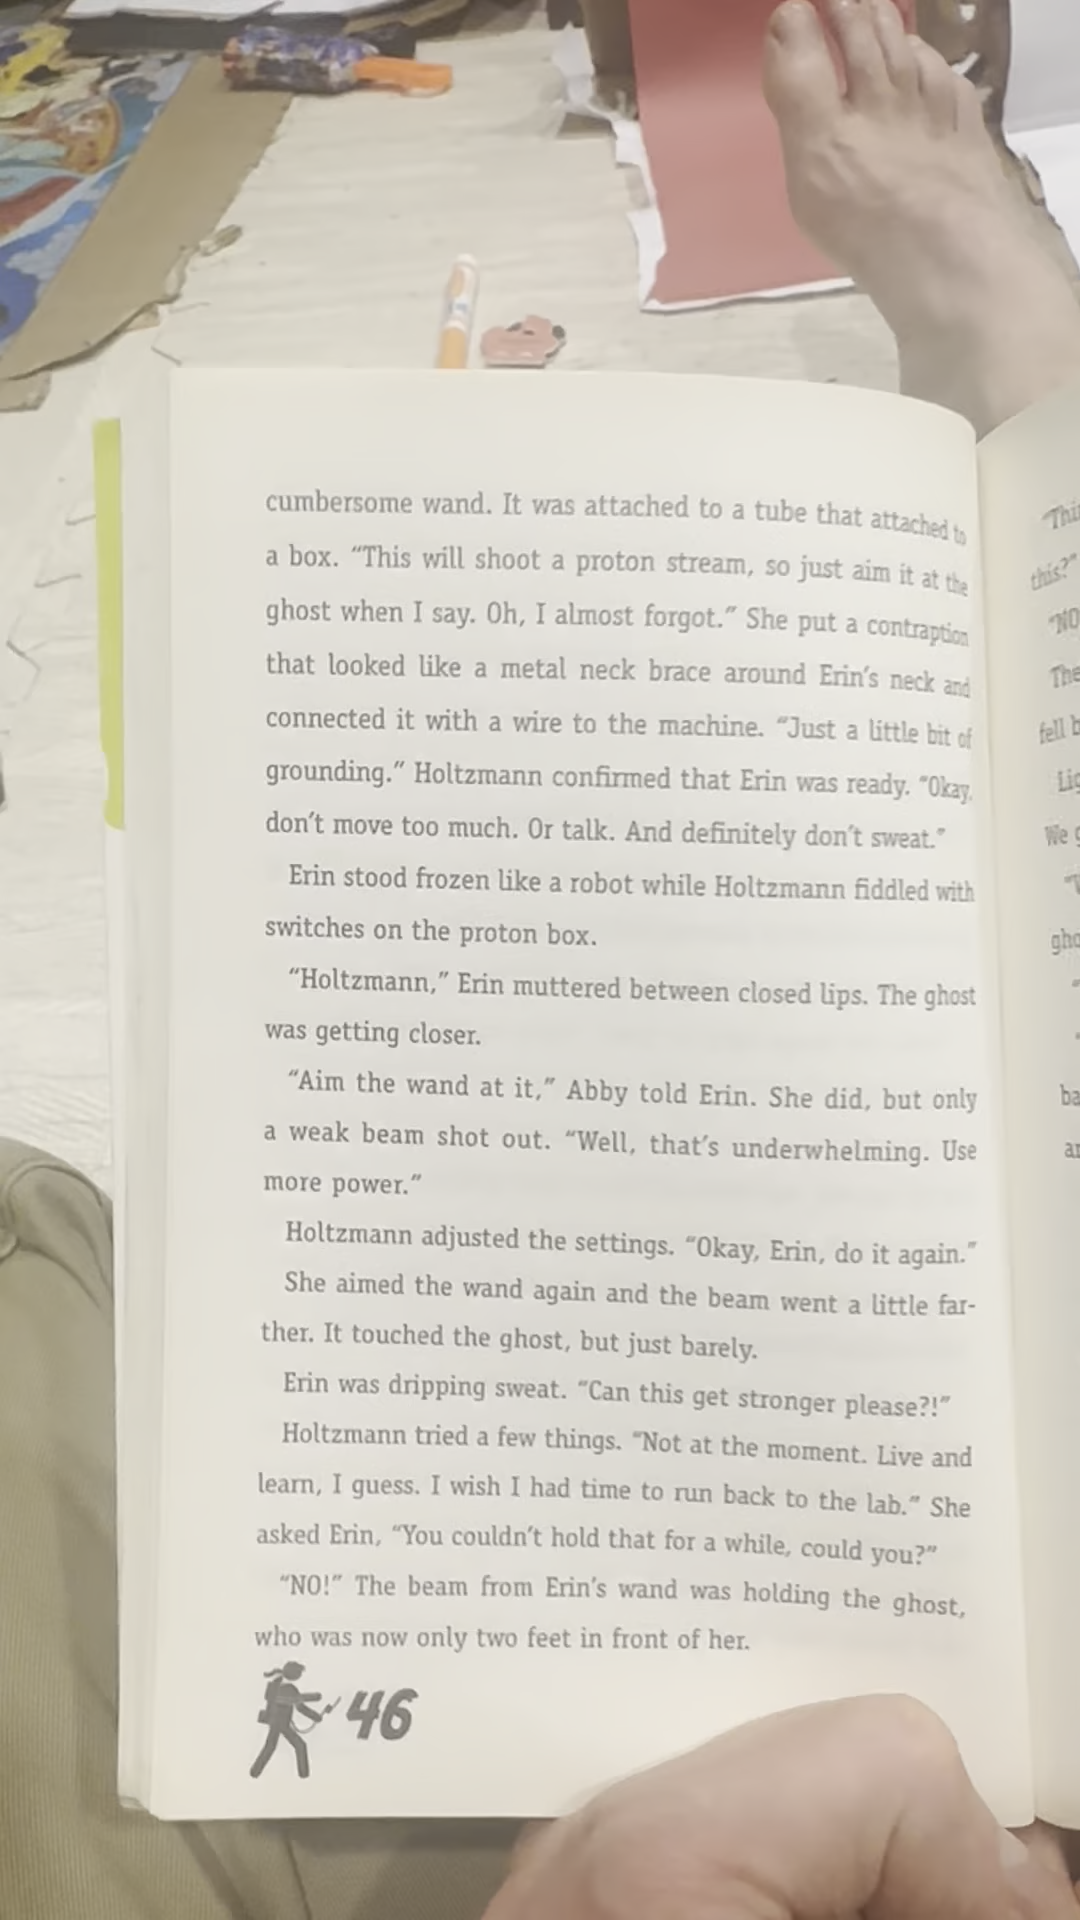 cumbersome wand. It was attached to a tube that attached to
a box. “This will shoot a proton stream, so just aim it at the
ghost when I say. Oh, I almost forgot.” She put a contraption
that looked like a metal neck brace around Erin’s neck and
connected it with a wire to the machine. “Just a little bit of
grounding.” Holtzmann confirmed that Erin was ready. “Okay,
don’t move too much. Or talk. And definitely don’t sweat.”
Erin stood frozen like a robot while Holtzmann fiddled with
switches on the proton box.
“Holtzmann,” Erin muttered between closed lips. The ghost
was getting closer.
“Aim the wand at it,” Abby told Erin. She did, but only
a weak beam shot out. “Well, that’s underwhelming. Use
more power.”
Holtzmann adjusted the settings. “Okay, Erin, do it again.”
She aimed the wand again and the beam went a little far-
ther. It touched the ghost, but just barely.
Erin was dripping sweat. “Can this get stronger please?!”
Holtzmann tried a few things. “Not at the moment. Live and
learn, I guess. I wish I had time to run back to the lab.” She
asked Erin, “You couldn’t hold that for a while, could you?”
“NO!” The beam from Erin’s wand was holding the ghost,
who was now only two feet in front of her.
46
this?”
“NO
The
fell
We